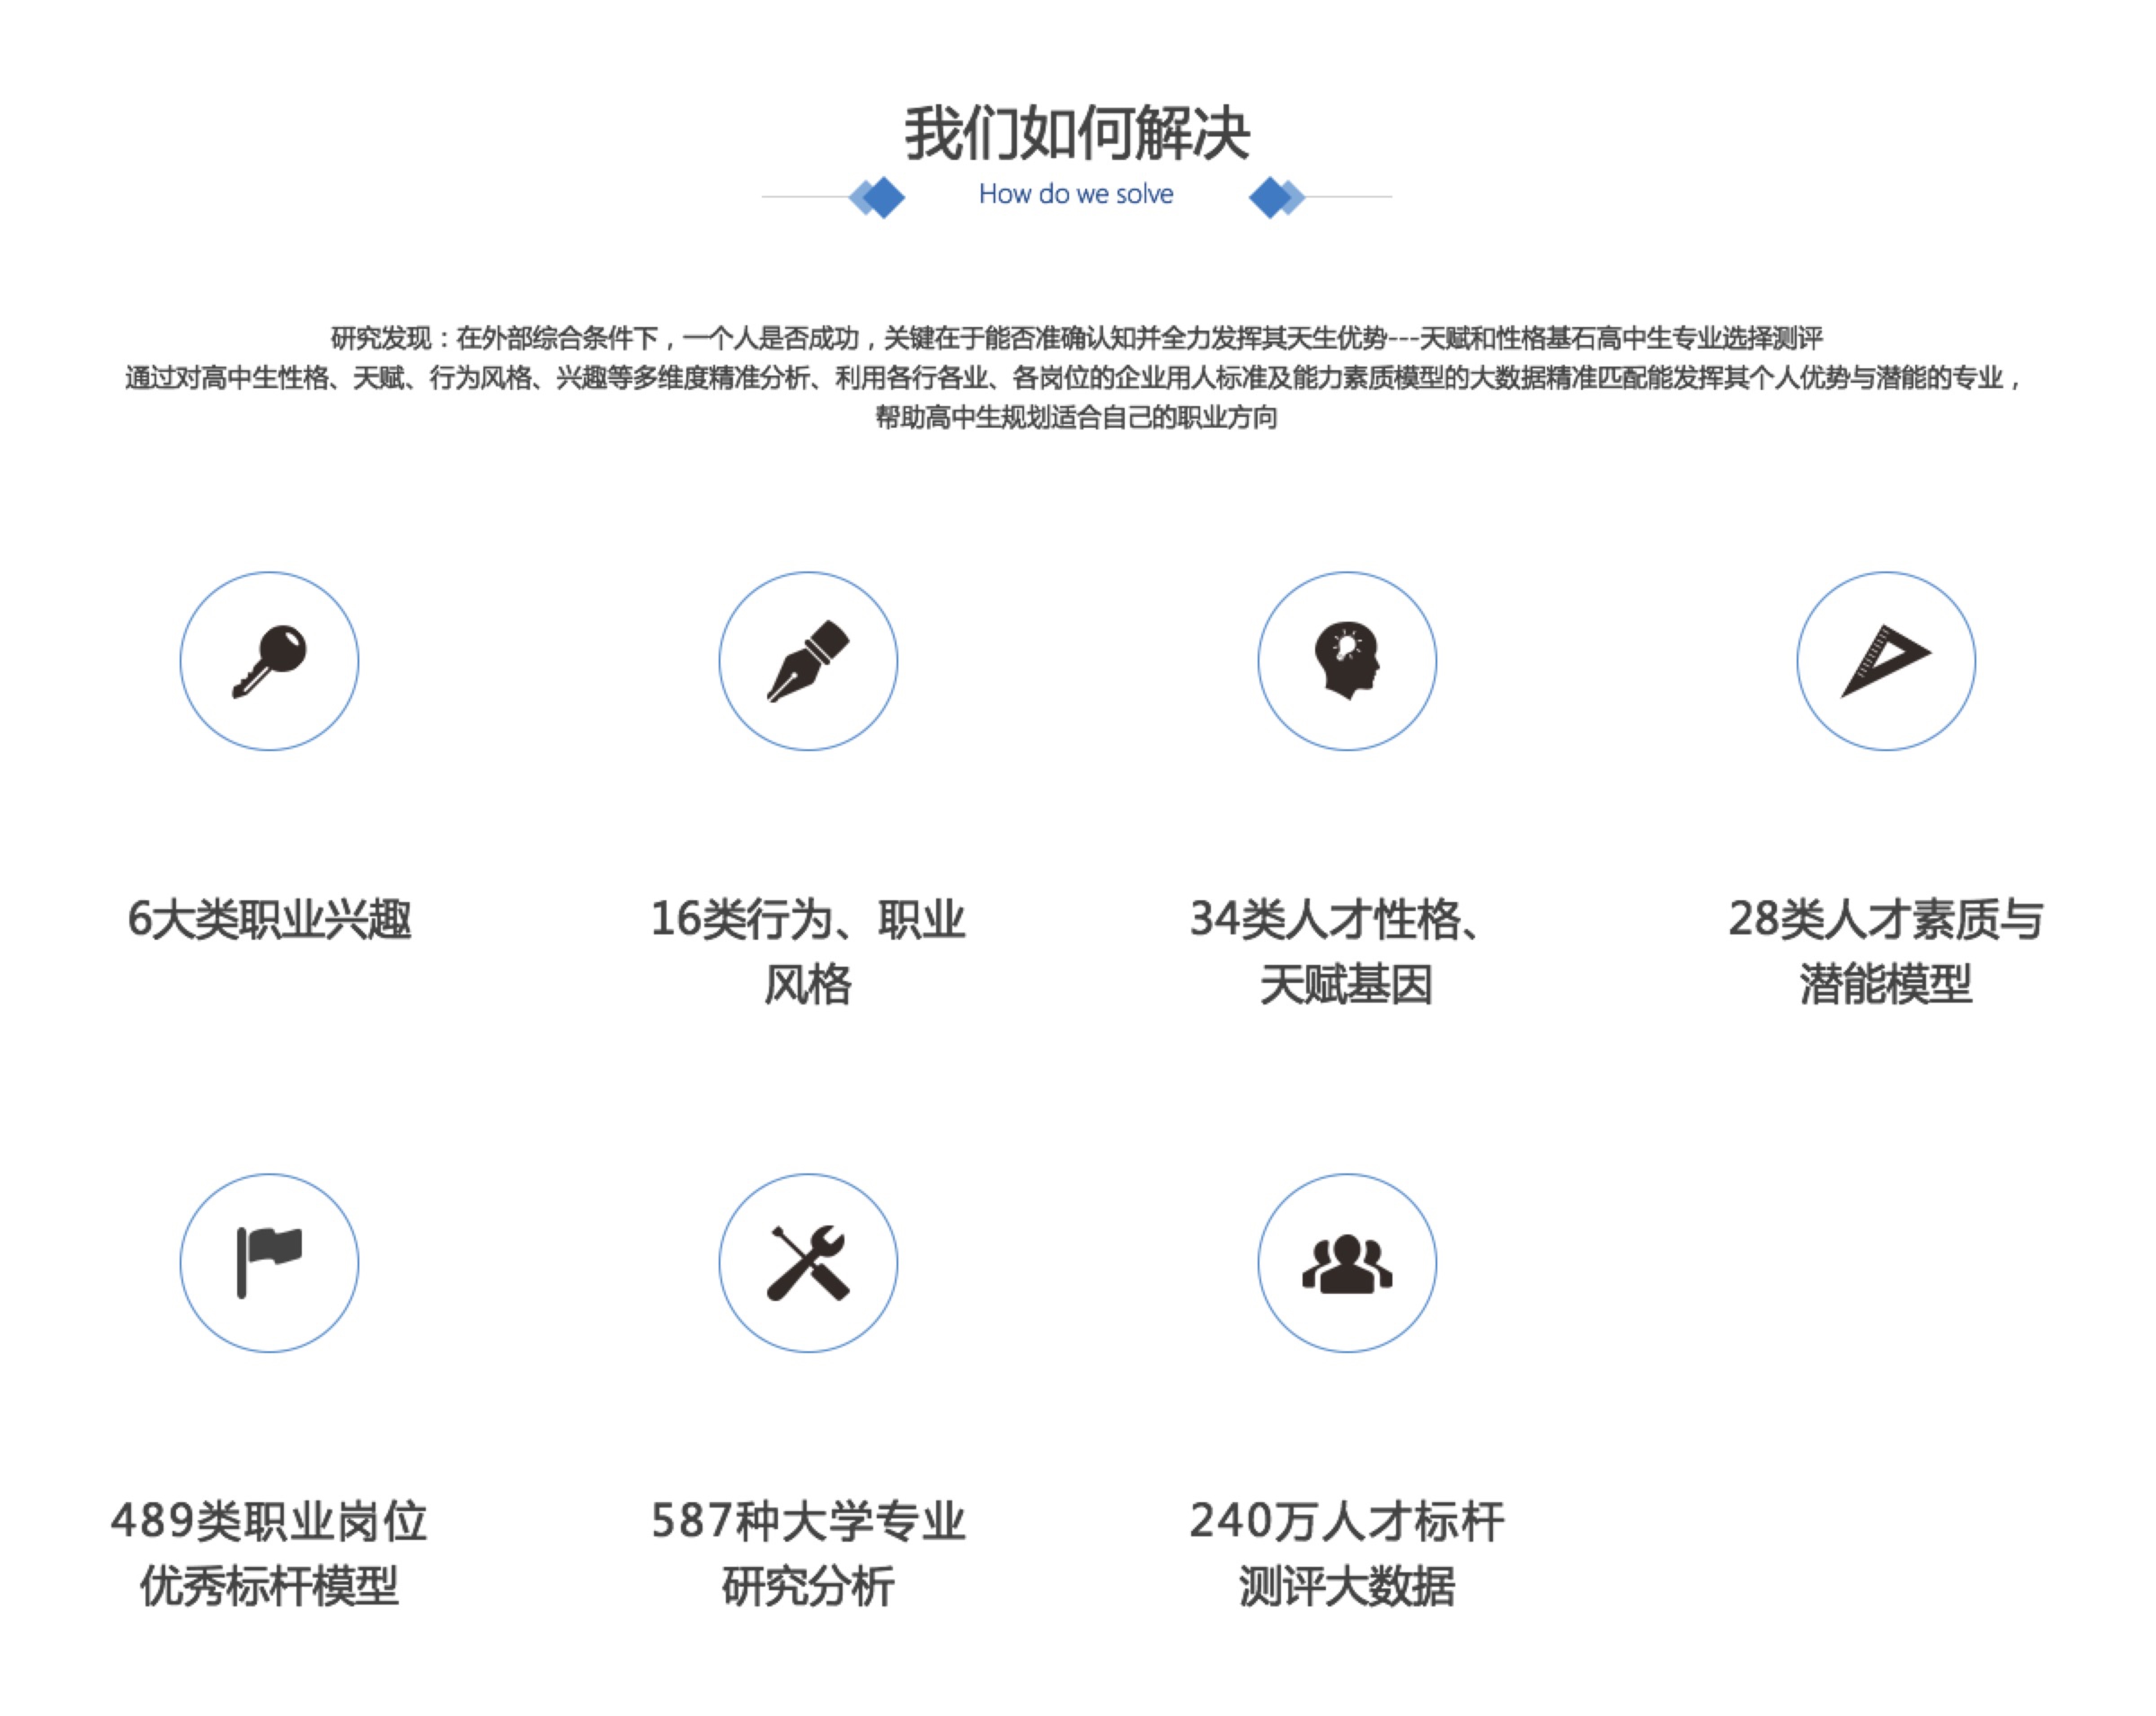 我们如何解决
How do we solve
研究发现：在外部综合条件下，一个人是否成功，关键在于能否准确认知并全力发挥其天生优势---天赋和性格基石高中生专业选择测评
通过对高中生性格、天赋、行为风格、兴趣等多维度精准分析、利用各行各业、各岗位的企业用人标准及能力素质模型的大数据精准匹配能发挥其个人优势与潜能的专业，
帮助高中生规划适合自己的职业方向
6大类职业兴趣
16类行为、职业
风格
34类人才性格、
天赋基因
28类人才素质与
潜能模型
489类职业岗位
优秀标杆模型
587种大学专业
研究分析
240万人才标杆
测评大数据